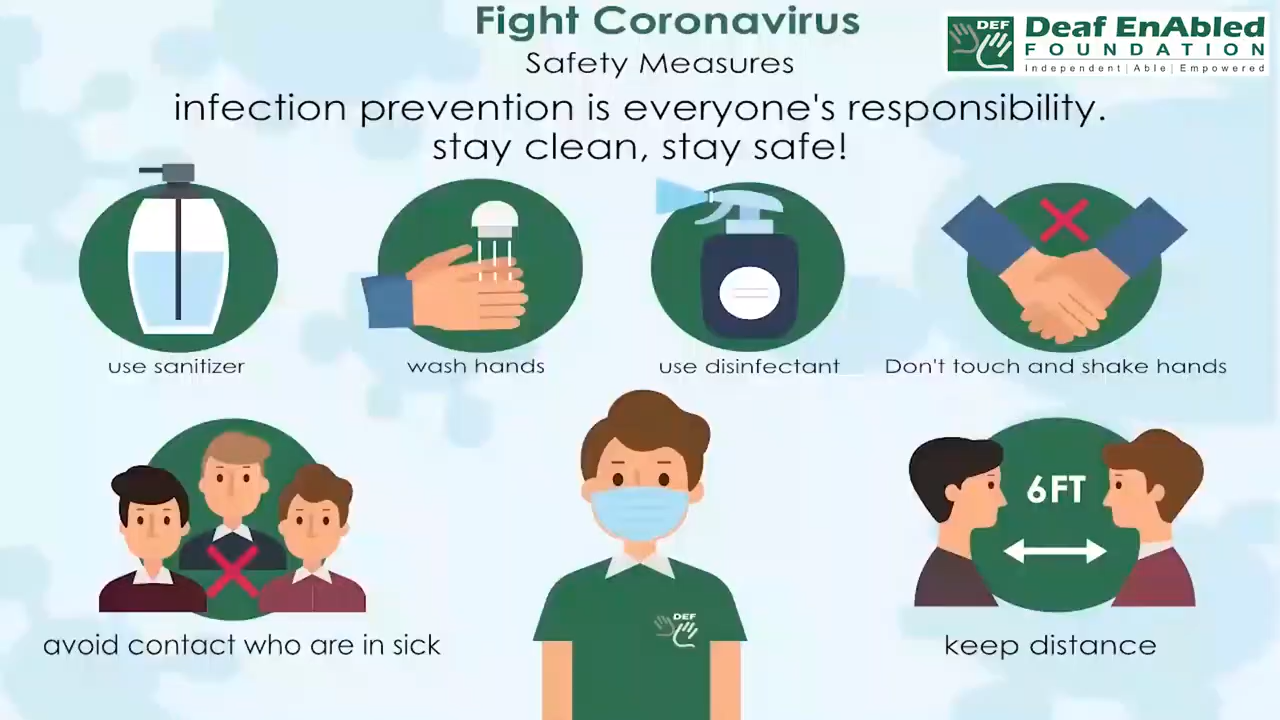 Fight Coronavirus
Safety Measures
DEF
Deaf EnAbled
FOUNDATION
Independent | Able | Empowered
infection prevention is everyone's responsibility.
stay clean, stay safe!
use sanitizer
wash hands
use disinfectant
Don't touch and shake hands
6FT
DEF
avoid contact who are in sick
keep distance